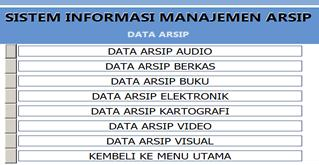 SISTEM INFORMASI MANAJEMEN ARSIP
DATA ARSIP
DATA ARSIP AUDIO
DATA ARSIP BERKAS
DATA ARSIP BUKU
DATA ARSIP ELEKTRONIK
DATA ARSIP KARTOGRAFI
DATA ARSIP VIDEO
DATA ARSIP VISUAL
KEMBELI KE MENU UTAMA